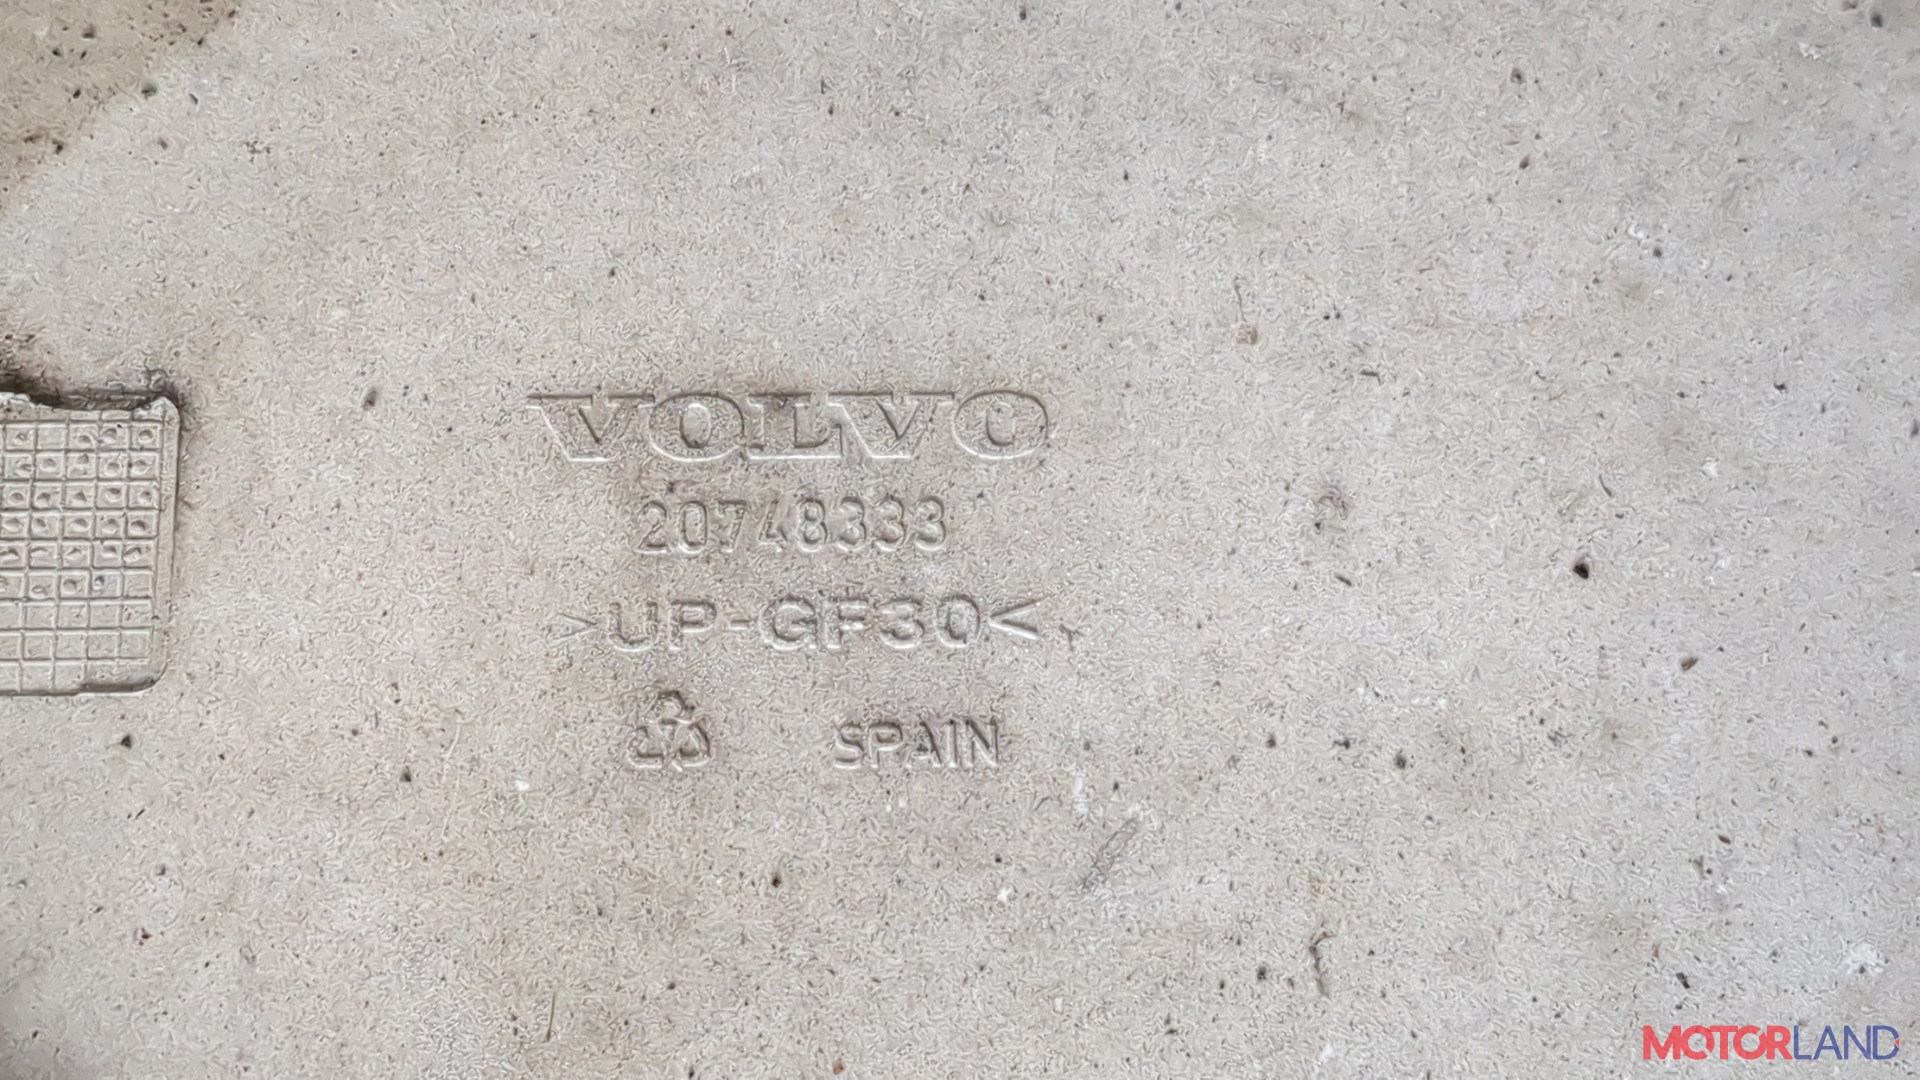 VOLVO
20748333
>UP-GF30<
SPAIN
MOTORLAND